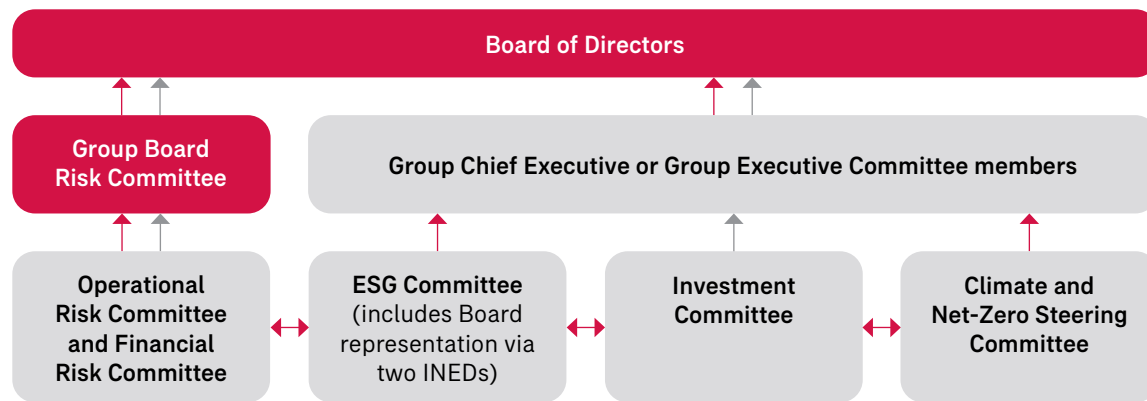 Board of Directors
Group Board
Risk Committee
Group Chief Executive or Group Executive Committee members
Operational
Risk Committee
and Financial
Risk Committee
ESG Committee
(includes Board
representation via
two INEDs)
Investment
Committee
Climate and
Net-Zero Steering
Committee